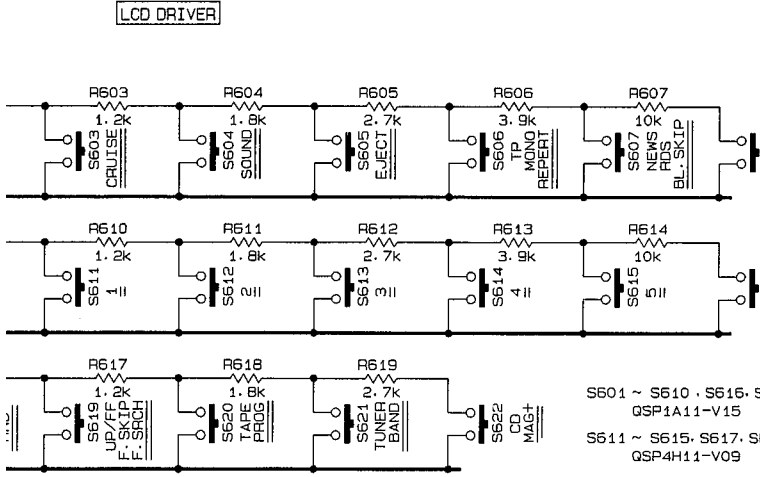 LCD DRIVER
R603
R604
R605
R606
R607
1.2k
1.8k
2.7k
3.9k
10k
S603
CRUISE
S604
SOUND
S605
EJECT
S606
TP
MONO
REPERT
S607
NEWS
RDS
BL. SKIP
R610
R611
R612
R613
R614
1.2k
1.8k
2.7k
3.9k
10k
S611
1
S612
2
S613
3
S614
4
S615
5
R617
R618
R619
1.2k
1.8k
2.7k
S619
UP/FF
F. SKIP
F. SRCH
S620
TAPE
PROG
S621
TUNER
BAND
S622
CD
MAG+
S601 ~ S610 , S616, S
QSP1A11-V15
S611 ~ S615, S617, S
QSP4H11-V09